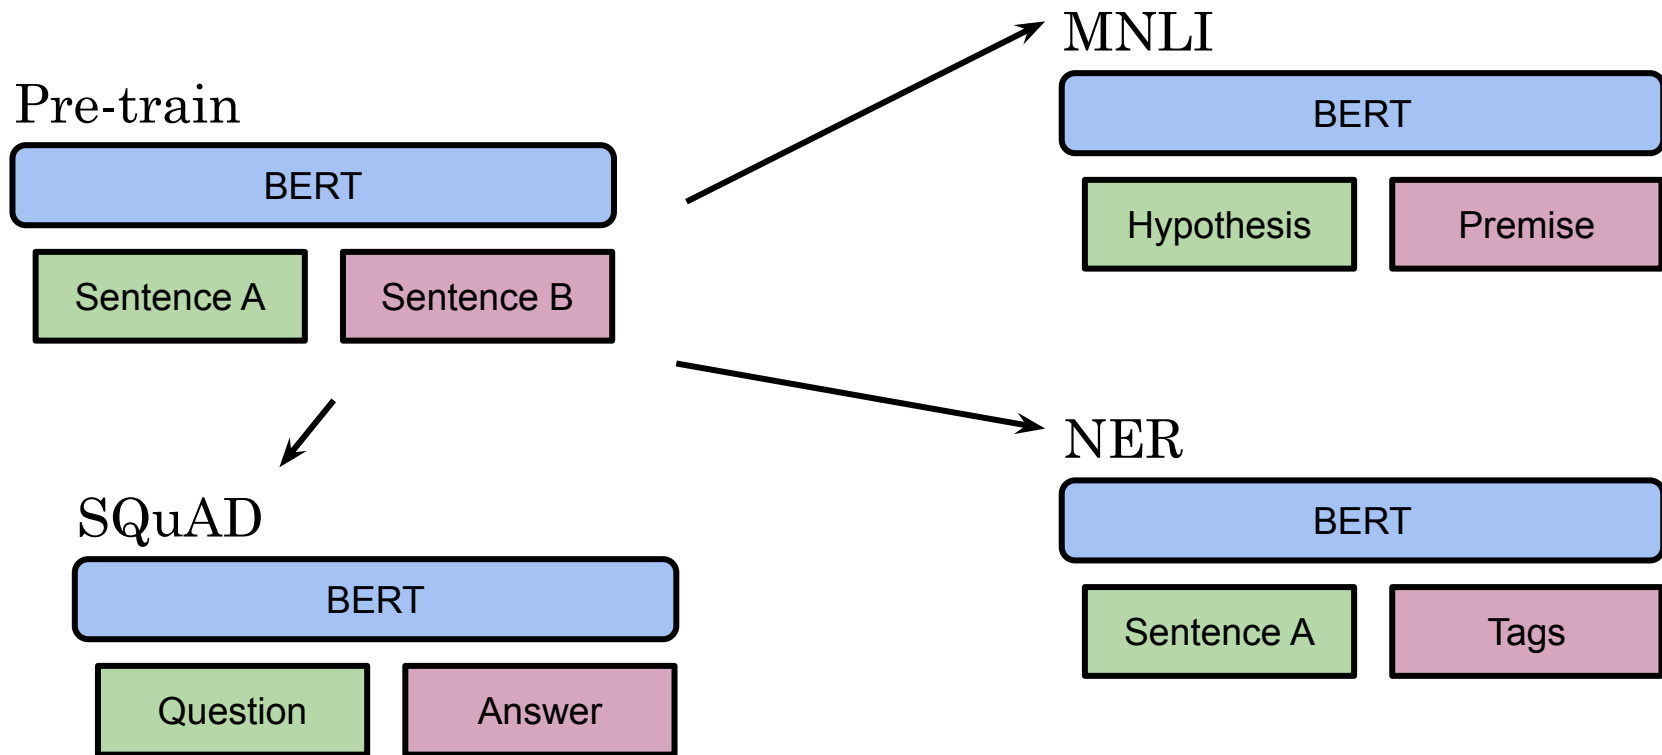 Pre-train
BERT
Sentence A
Sentence B
MNLI
BERT
Hypothesis
Premise
SQuAD
BERT
Question
Answer
NER
BERT
Sentence A
Tags